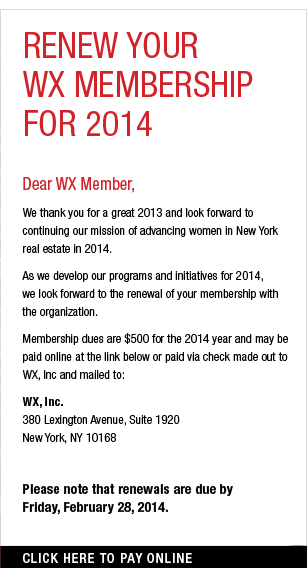 RENEW YOUR
WX MEMBERSHIP
FOR 2014
Dear WX Member,
We thank you for a great 2013 and look forward to
continuing our mission of advancing women in New York
real estate in 2014.
As we develop our programs and initiatives for 2014,
we look forward to the renewal of your membership with
the organization.
Membership dues are $500 for the 2014 year and may be
paid online at the link below or paid via check made out to
WX, Inc and mailed to:
WX, Inc.
380 Lexington Avenue, Suite 1920
New York, NY 10168
Please note that renewals are due by
Friday, February 28, 2014.
CLICK HERE TO PAY ONLINE